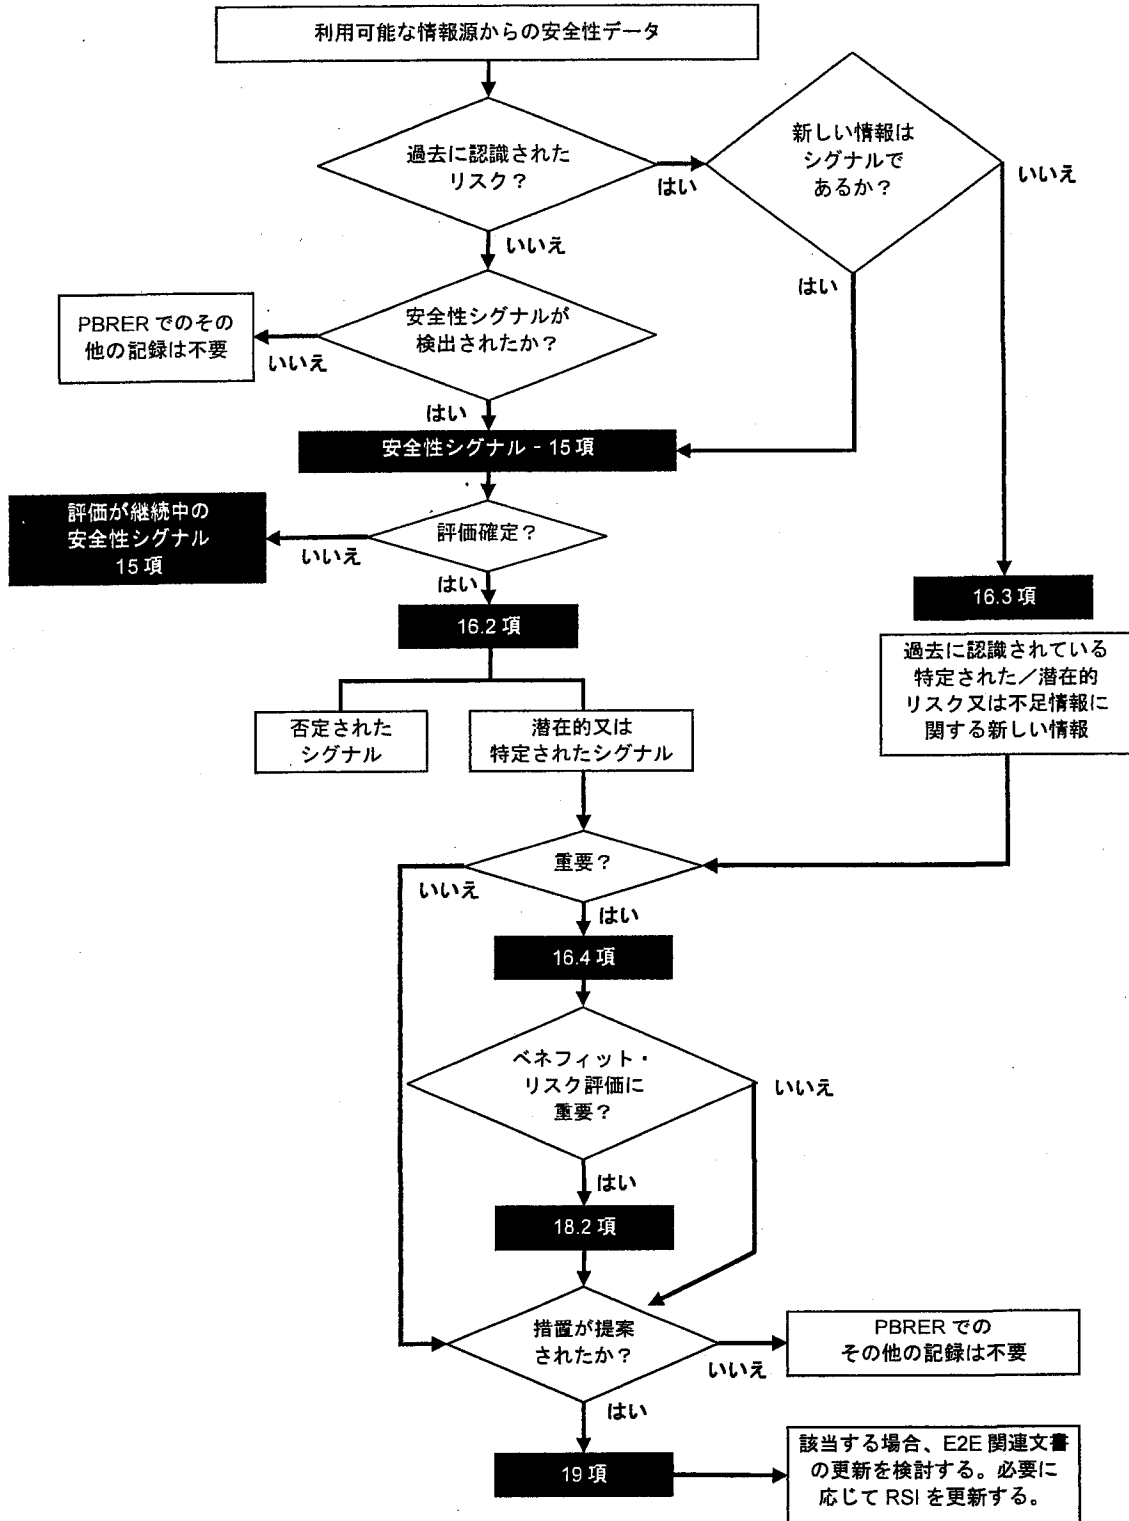 利用可能な情報源からの安全性データ
過去に認識された
リスク？
はい
新しい情報は
シグナルで
あるか？
いいえ
いいえ
はい
安全性シグナルが
検出されたか？
いいえ
PBRER でのその
他の記録は不要
はい
安全性シグナル - 15 項
評価確定？
いいえ
評価が継続中の
安全性シグナル
15 項
はい
16.2 項
16.3 項
過去に認識されている
特定された／潜在的
リスク又は不足情報に
関する新しい情報
否定された
シグナル
潜在的又は
特定されたシグナル
重要？
いいえ
はい
16.4 項
ベネフィット・
リスク評価に
重要？
いいえ
はい
18.2 項
措置が提案
されたか？
いいえ
PBRER での
その他の記録は不要
はい
19 項
該当する場合、E2E 関連文書
の更新を検討する。必要に
応じて RSI を更新する。